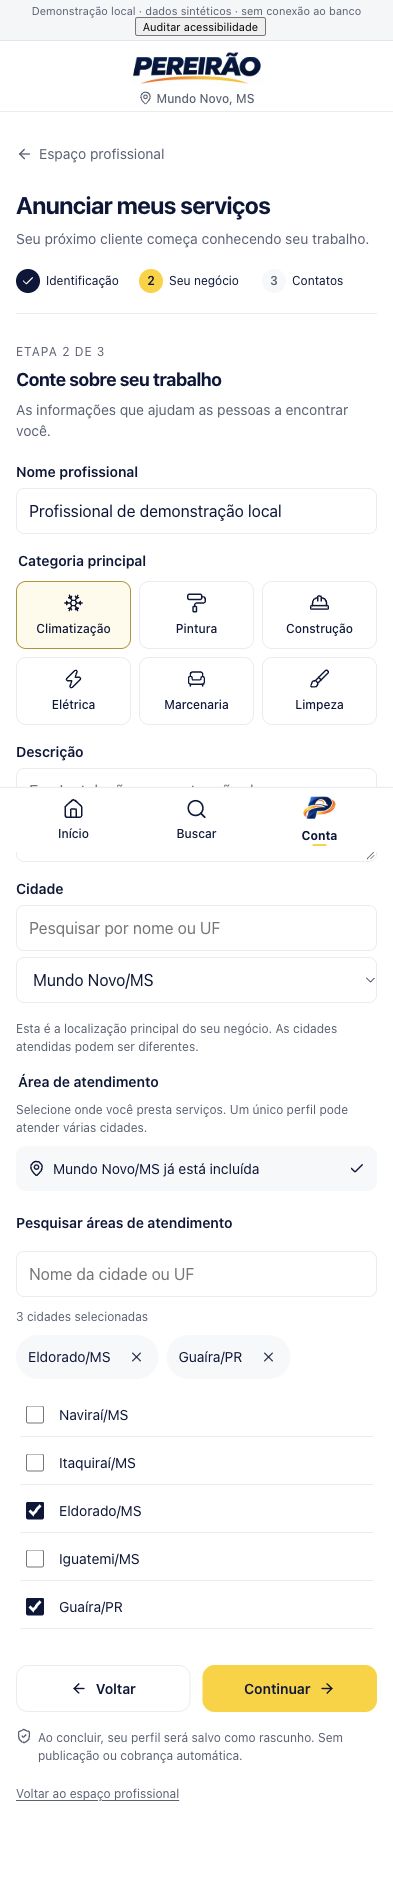 Demonstração local · dados sintéticos · sem conexão ao banco
Auditar acessibilidade
PEREIRÃO
Mundo Novo, MS
Espaço profissional
Anunciar meus serviços
Seu próximo cliente começa conhecendo seu trabalho.
Identificação
2 Seu negócio
3 Contatos
ETAPA 2 DE 3
Conte sobre seu trabalho
As informações que ajudam as pessoas a encontrar
você.
Nome profissional
Profissional de demonstração local
Categoria principal
Climatização
Pintura
Construção
Elétrica
Marcenaria
Limpeza
Descrição
Início
Buscar
Conta
Cidade
Pesquisar por nome ou UF
Mundo Novo/MS
Esta é a localização principal do seu negócio. As cidades
atendidas podem ser diferentes.
Área de atendimento
Selecione onde você presta serviços. Um único perfil pode
atender várias cidades.
Mundo Novo/MS já está incluída
Pesquisar áreas de atendimento
Nome da cidade ou UF
3 cidades selecionadas
Eldorado/MS
Guaíra/PR
Naviraí/MS
Itaquiraí/MS
Eldorado/MS
Iguatemi/MS
Guaíra/PR
Voltar
Continuar
Ao concluir, seu perfil será salvo como rascunho. Sem
publicação ou cobrança automática.
Voltar ao espaço profissional